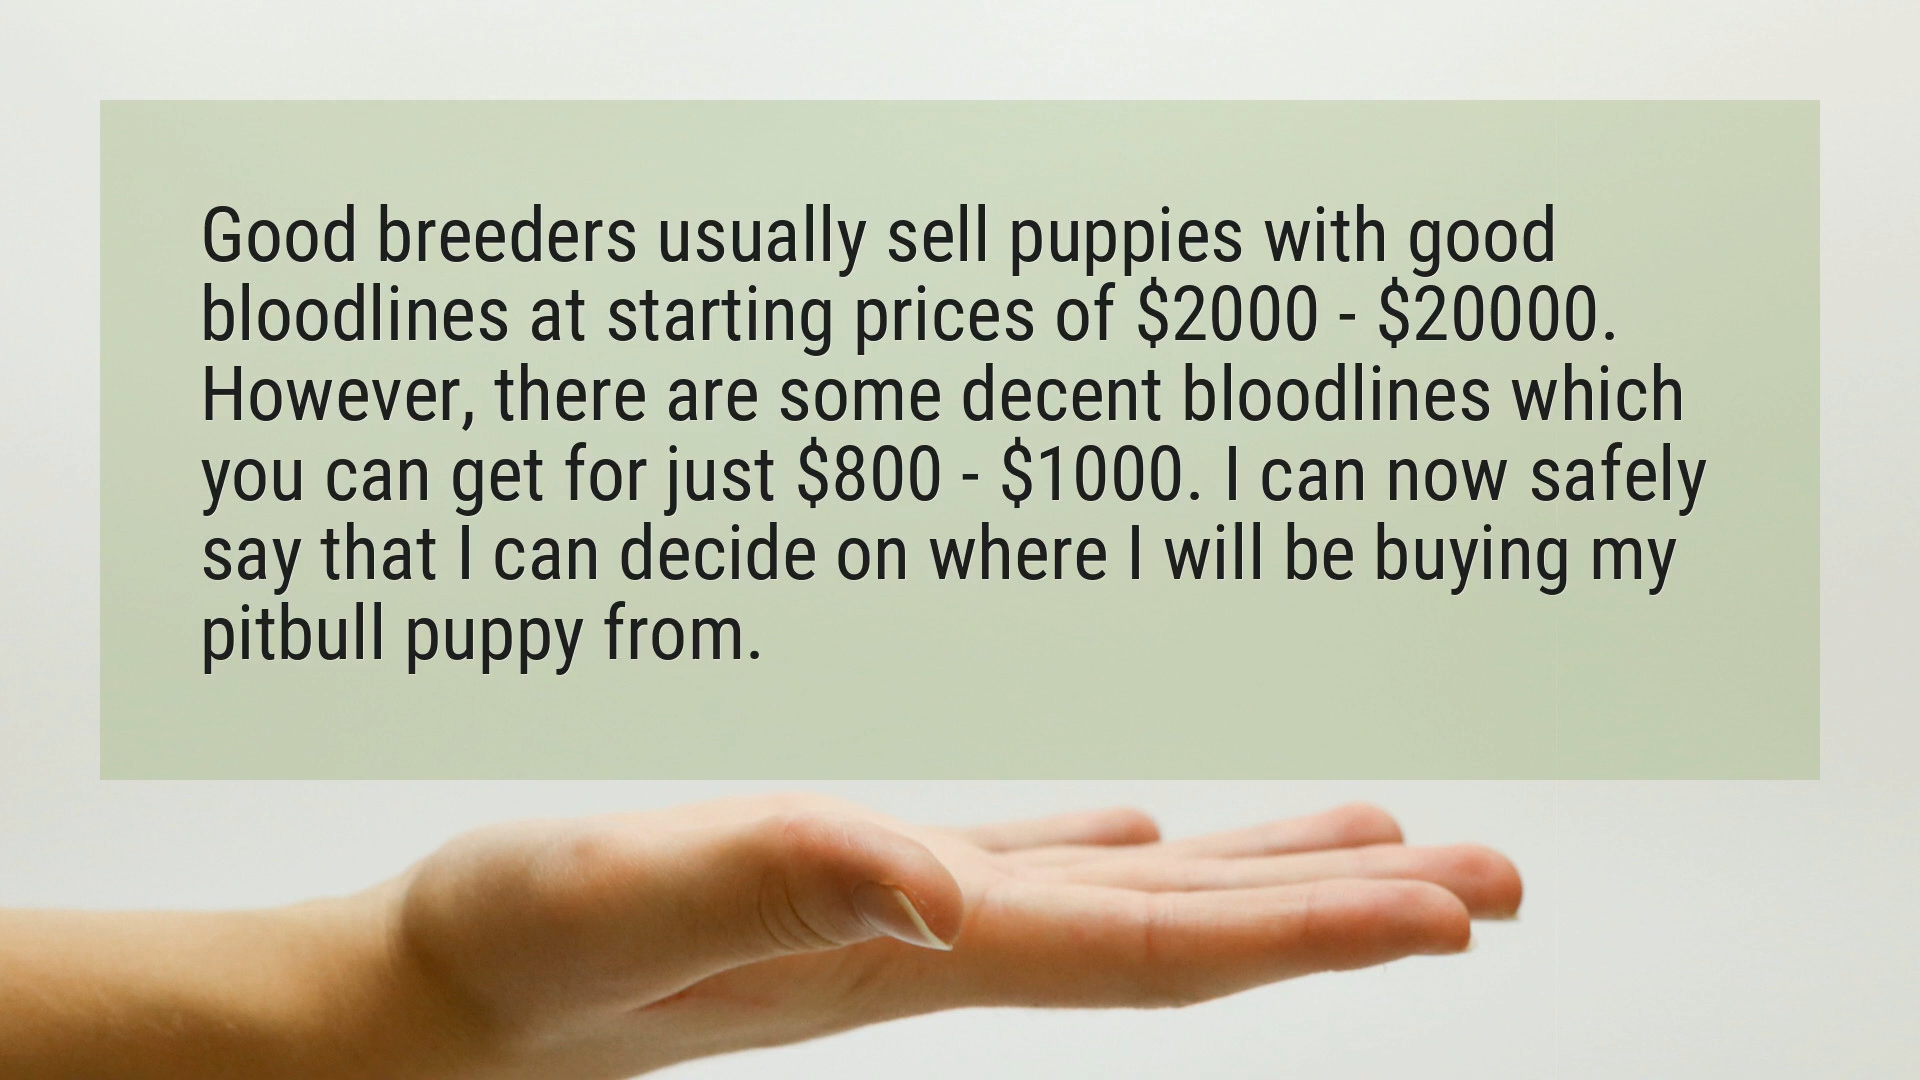 Good breeders usually sell puppies with good
bloodlines at starting prices of $2000 - $20000.
However, there are some decent bloodlines which
you can get for just $800 - $1000. I can now safely
say that I can decide on where I will be buying my
pitbull puppy from.